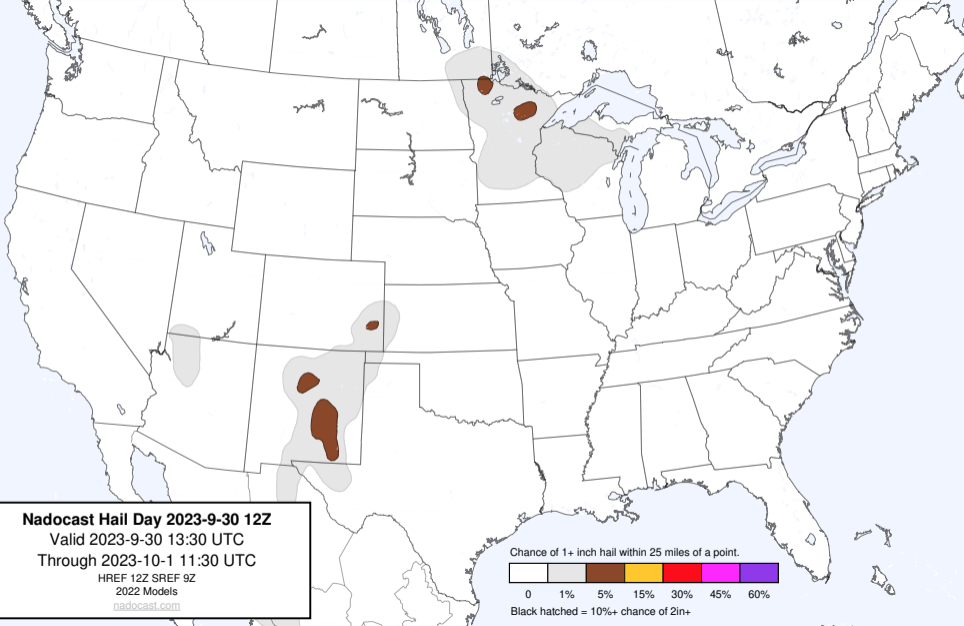 Nadocast Hail Day 2023-9-30 12Z
Valid 2023-9-30 13:30 UTC
Through 2023-10-1 11:30 UTC
HREF 12Z SREF 9Z
2022 Models
nadocast.com
Chance of 1+ inch hail within 25 miles of a point.
0 1% 5% 15% 30% 45% 60%
Black hatched = 10%+ chance of 2in+